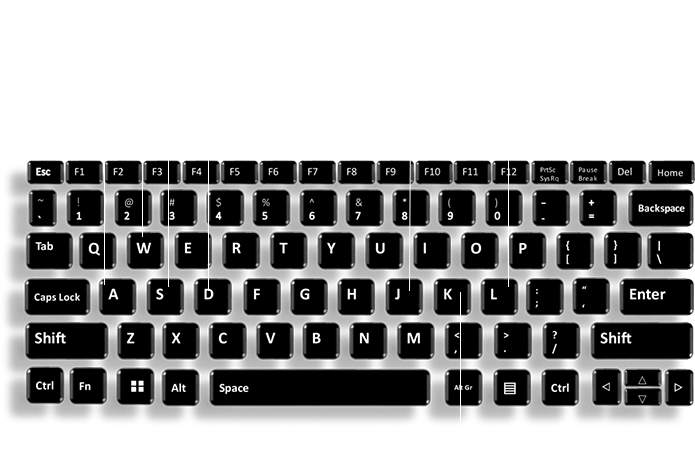 Esc F1 F2 F3 F4 F5 F6 F7 F8 F9 F10 F11 F12 PrtSc SysRq Pause Break Del Home
~ ` ! 1 @ 2 # 3 $ 4 % 5 ^ 6 & 7 * 8 ( 9 ) 0 - - + = Backspace
Tab Q W E R T Y U I O P { [ } ] | \
Caps Lock A S D F G H J K L : ; " , Enter
Shift Z X C V B N M < , > . ? / Shift
Ctrl Fn Alt Space Alt Gr Ctrl